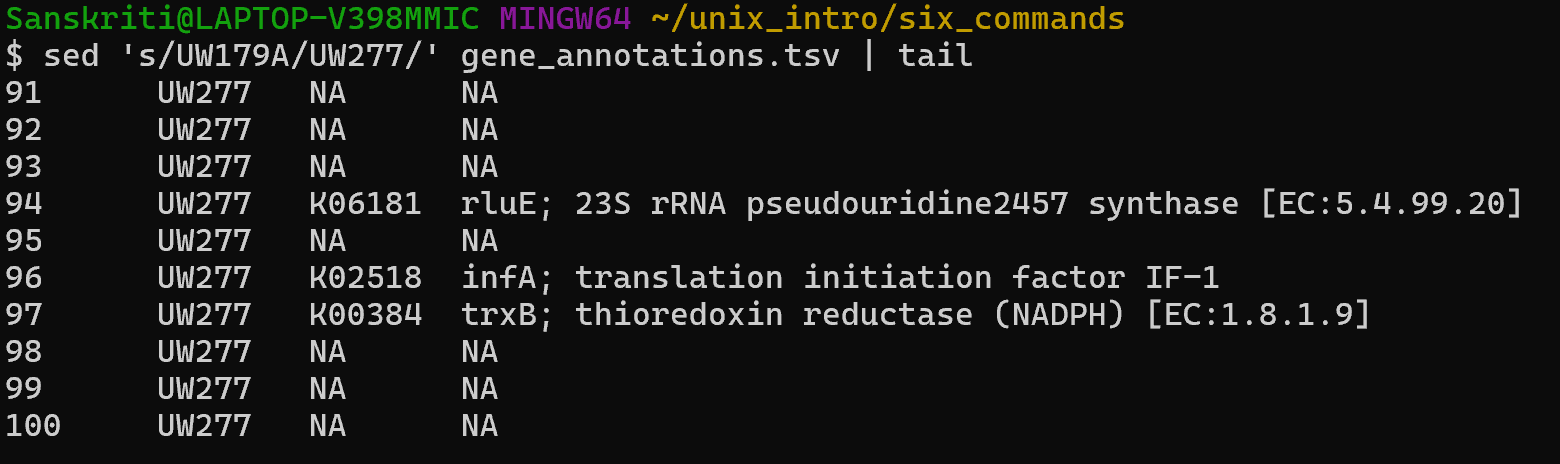 Sanskriti@LAPTOP-V398MMIC MINGW64 ~/unix_intro/six_commands
$ sed 's/UW179A/UW277/' gene_annotations.tsv | tail
91      UW277   NA      NA
92      UW277   NA      NA
93      UW277   NA      NA
94      UW277   K06181  rluE; 23S rRNA pseudouridine2457 synthase [EC:5.4.99.20]
95      UW277   NA      NA
96      UW277   K02518  infA; translation initiation factor IF-1
97      UW277   K00384  trxB; thioredoxin reductase (NADPH) [EC:1.8.1.9]
98      UW277   NA      NA
99      UW277   NA      NA
100     UW277   NA      NA